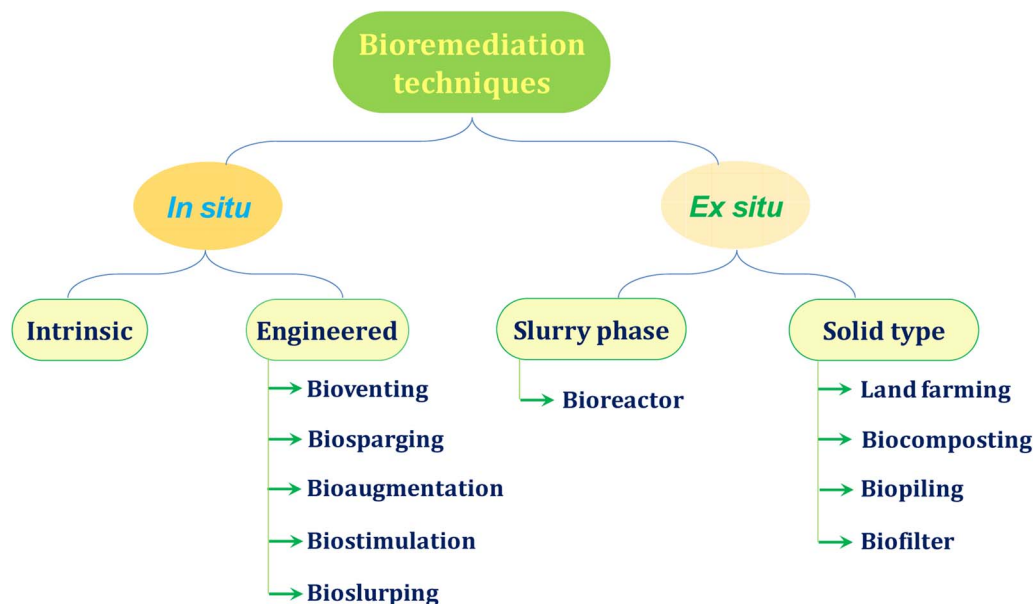 Bioremediation
techniques
In situ
Ex situ
Intrinsic
Engineered
Slurry phase
Solid type
Bioventing
Biosparging
Bioaugmentation
Biostimulation
Bioslurping
Bioreactor
Land farming
Biocomposting
Biopiling
Biofilter